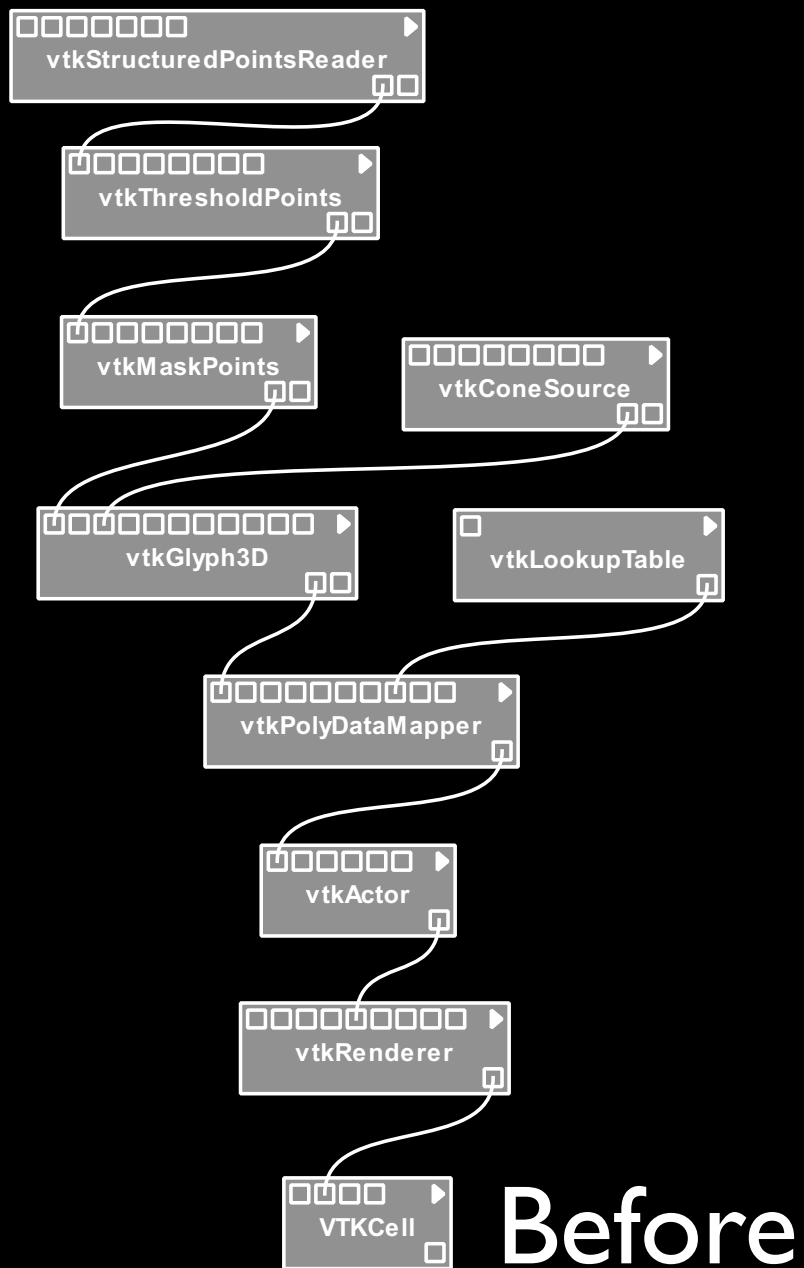 vtkStructuredPointsReader
vtkThresholdPoints
vtkMaskPoints
vtkConeSource
vtkGlyph3D
vtkLookupTable
vtkPolyDataMapper
vtkActor
vtkRenderer
VTKCell
Before